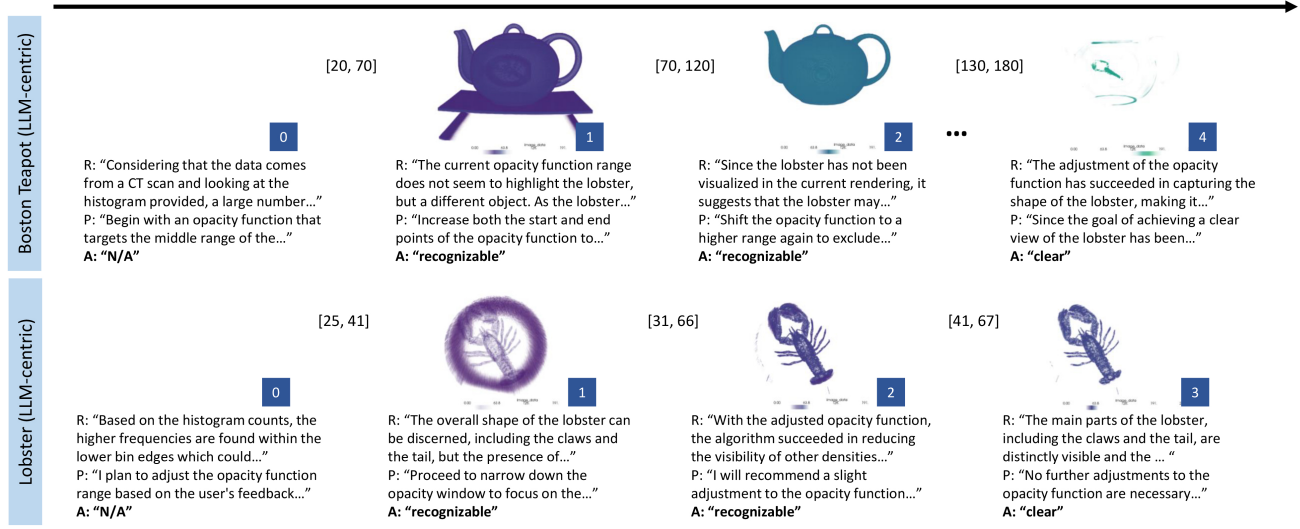 Boston Teapot (LLM-centric)
[20, 70]
[70, 120]
[130, 180]
0
1
2
...
4
R: “Considering that the data comes
from a CT scan and looking at the
histogram provided, a large number…”
P: “Begin with an opacity function that
targets the middle range of the…”
A: “N/A”
R: “The current opacity function range
does not seem to highlight the lobster,
but a different object. As the lobster…”
P: “Increase both the start and end
points of the opacity function to…”
A: “recognizable”
R: “Since the lobster has not been
visualized in the current rendering, it
suggests that the lobster may…”
P: “Shift the opacity function to a
higher range again to exclude…”
A: “recognizable”
R: “The adjustment of the opacity
function has succeeded in capturing the
shape of the lobster, making it…”
P: “Since the goal of achieving a clear
view of the lobster has been…”
A: “clear”
Lobster (LLM-centric)
[25, 41]
[31, 66]
[41, 67]
0
1
2
3
R: “Based on the histogram counts, the
higher frequencies are found within the
lower bin edges which could…”
P: “I plan to adjust the opacity function
range based on the user's feedback…”
A: “N/A”
R: “The overall shape of the lobster can
be discerned, including the claws and
the tail, but the presence of…”
P: “Proceed to narrow down the
opacity window to focus on the…”
A: “recognizable”
R: “With the adjusted opacity function,
the algorithm succeeded in reducing
the visibility of other densities…”
P: “I will recommend a slight
adjustment to the opacity function…”
A: “recognizable”
R: “The main parts of the lobster,
including the claws and the tail, are
distinctly visible and the … “
P: “No further adjustments to the
opacity function are necessary…”
A: “clear”